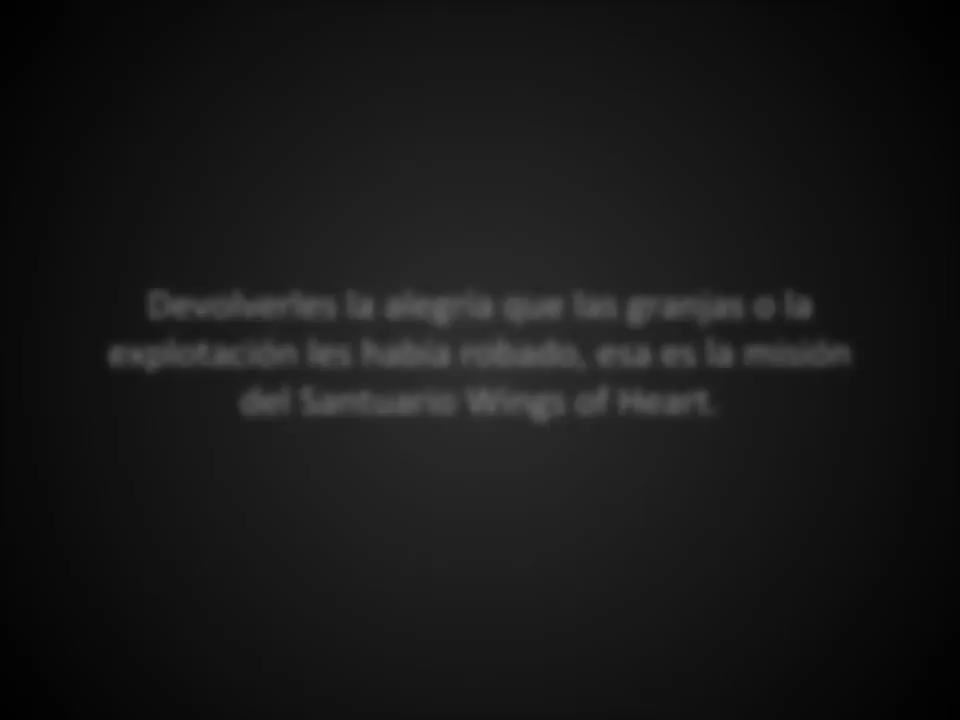 Devolverles la alegría que las granjas o la
explotación les había robado, esa es la misión
del Santuario Wings of Heart.